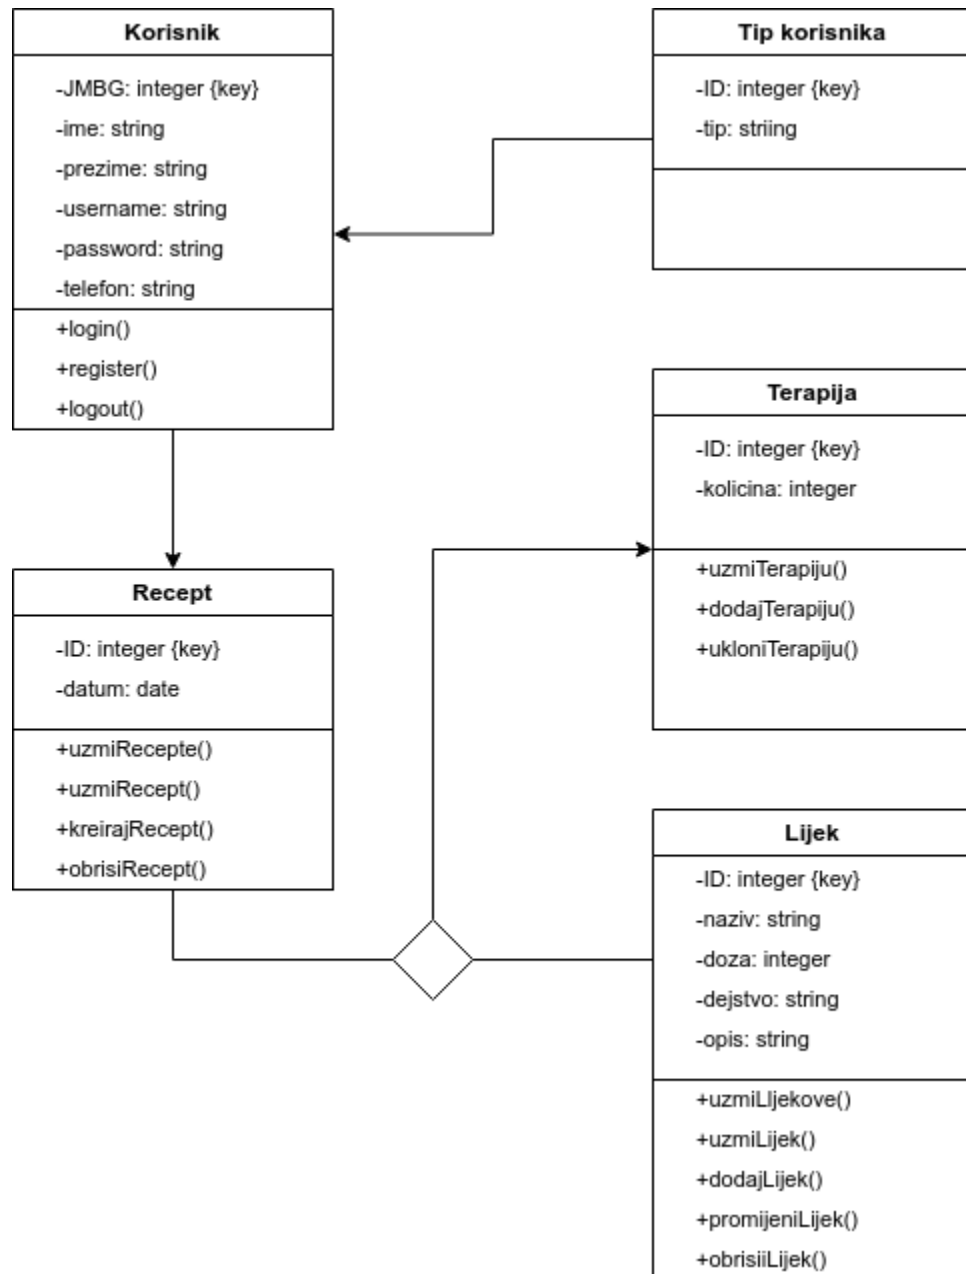 Korisnik
-JMBG: integer {key}
-ime: string
-prezime: string
-username: string
-password: string
-telefon: string
+login()
+register()
+logout()
Tip korisnika
-ID: integer {key}
-tip: striing
Terapija
-ID: integer {key}
-kolicina: integer
+uzmiTerapiju()
+dodajTerapiju()
+ukloniTerapiju()
Recept
-ID: integer {key}
-datum: date
+uzmiRecepte()
+uzmiRecept()
+kreirajRecept()
+obrisiRecept()
Lijek
-ID: integer {key}
-naziv: string
-doza: integer
-dejstvo: string
-opis: string
+uzmiLIjekove()
+uzmiLijek()
+dodajLijek()
+promijeniLijek()
+obrisiiLijek()